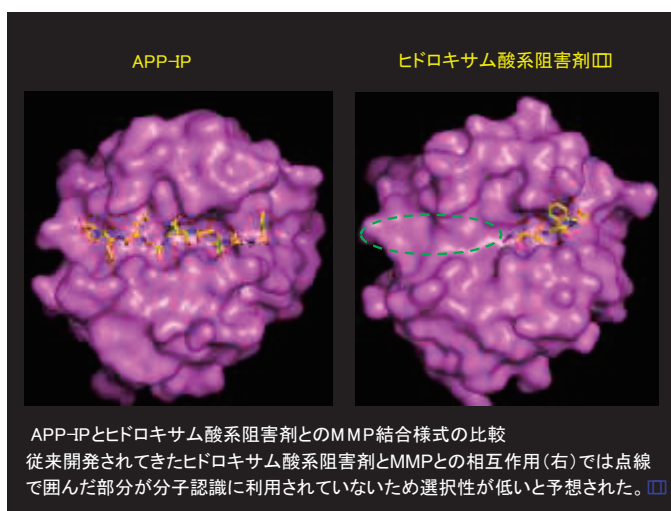 APP-IP
ヒドロキサム酸系阻害剤
APP-IPとヒドロキサム酸系阻害剤とのMMP結合様式の比較
従来開発されてきたヒドロキサム酸系阻害剤とMMPとの相互作用（右）では点線
で囲んだ部分が分子認識に利用されていないため選択性が低いと予想された。